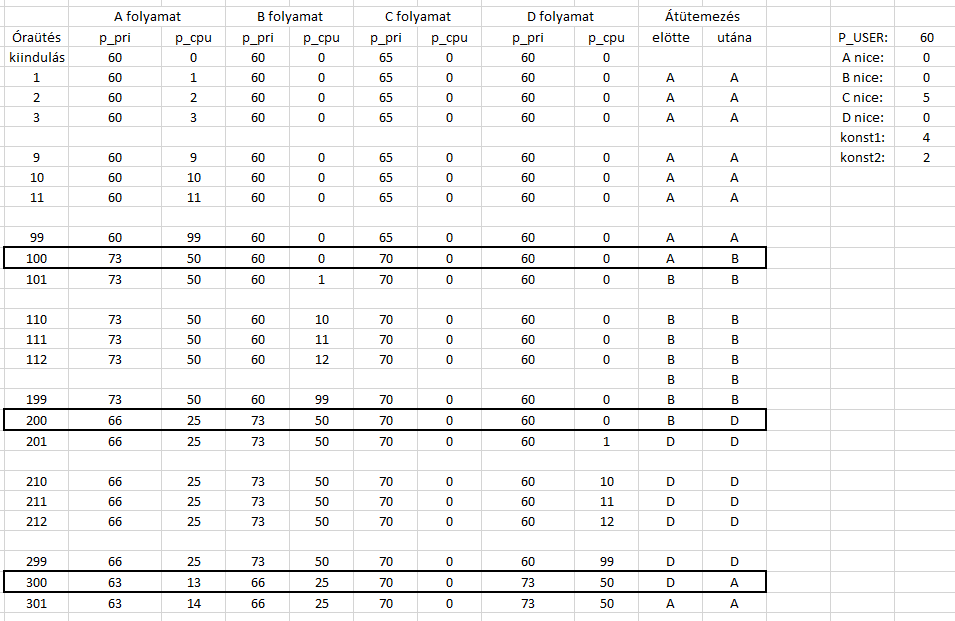 A folyamat B folyamat C folyamat D folyamat Átütemezés
Óraütés p_pri p_cpu p_pri p_cpu p_pri p_cpu p_pri p_cpu elötte utána P_USER: 60
kiindulás 60 0 60 0 65 0 60 0 A nice: 0
1 60 1 60 0 65 0 60 0 A A B nice: 0
2 60 2 60 0 65 0 60 0 A A C nice: 5
3 60 3 60 0 65 0 60 0 A A D nice: 0
konst1: 4
9 60 9 60 0 65 0 60 0 A A konst2: 2
10 60 10 60 0 65 0 60 0 A A
11 60 11 60 0 65 0 60 0 A A
99 60 99 60 0 65 0 60 0 A A
100 73 50 60 0 70 0 60 0 A B
101 73 50 60 1 70 0 60 0 B B
110 73 50 60 10 70 0 60 0 B B
111 73 50 60 11 70 0 60 0 B B
112 73 50 60 12 70 0 60 0 B B
B B
199 73 50 60 99 70 0 60 0 B B
200 66 25 73 50 70 0 60 0 B D
201 66 25 73 50 70 0 60 1 D D
210 66 25 73 50 70 0 60 10 D D
211 66 25 73 50 70 0 60 11 D D
212 66 25 73 50 70 0 60 12 D D
299 66 25 73 50 70 0 60 99 D D
300 63 13 66 25 70 0 73 50 D A
301 63 14 66 25 70 0 73 50 A A